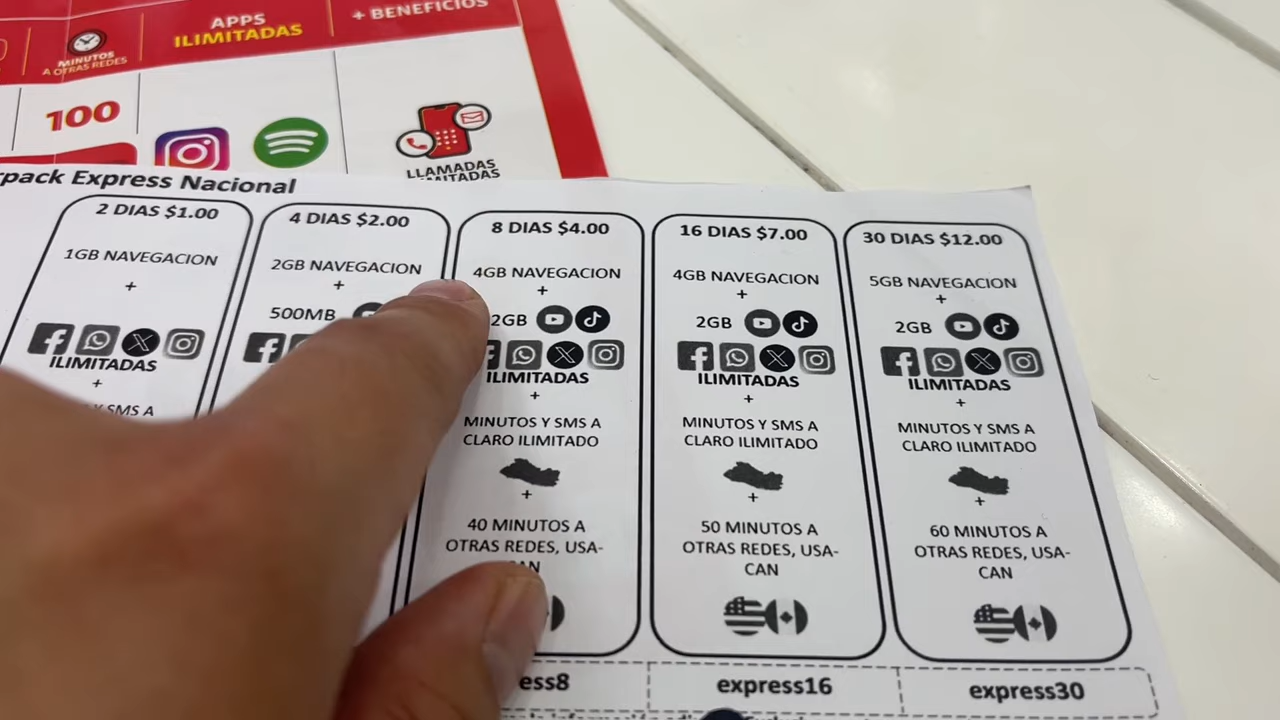 APPS
ILIMITADAS
+ BENEFICIOS
MINUTOS
A OTRAS REDES
100
LLAMADAS
Express Nacional
2 DIAS $1.00
1GB NAVEGACION
+
ILIMITADAS
+
Y SMS A
4 DIAS $2.00
2GB NAVEGACION
+
500MB
8 DIAS $4.00
4GB NAVEGACION
+
2GB
ILIMITADAS
+
MINUTOS Y SMS A
CLARO ILIMITADO
+
40 MINUTOS A
OTRAS REDES, USA-
16 DIAS $7.00
4GB NAVEGACION
+
2GB
ILIMITADAS
+
MINUTOS Y SMS A
CLARO ILIMITADO
+
50 MINUTOS A
OTRAS REDES, USA-
CAN
30 DIAS $12.00
5GB NAVEGACION
+
2GB
ILIMITADAS
+
MINUTOS Y SMS A
CLARO ILIMITADO
+
60 MINUTOS A
OTRAS REDES, USA-
CAN
express16
express30